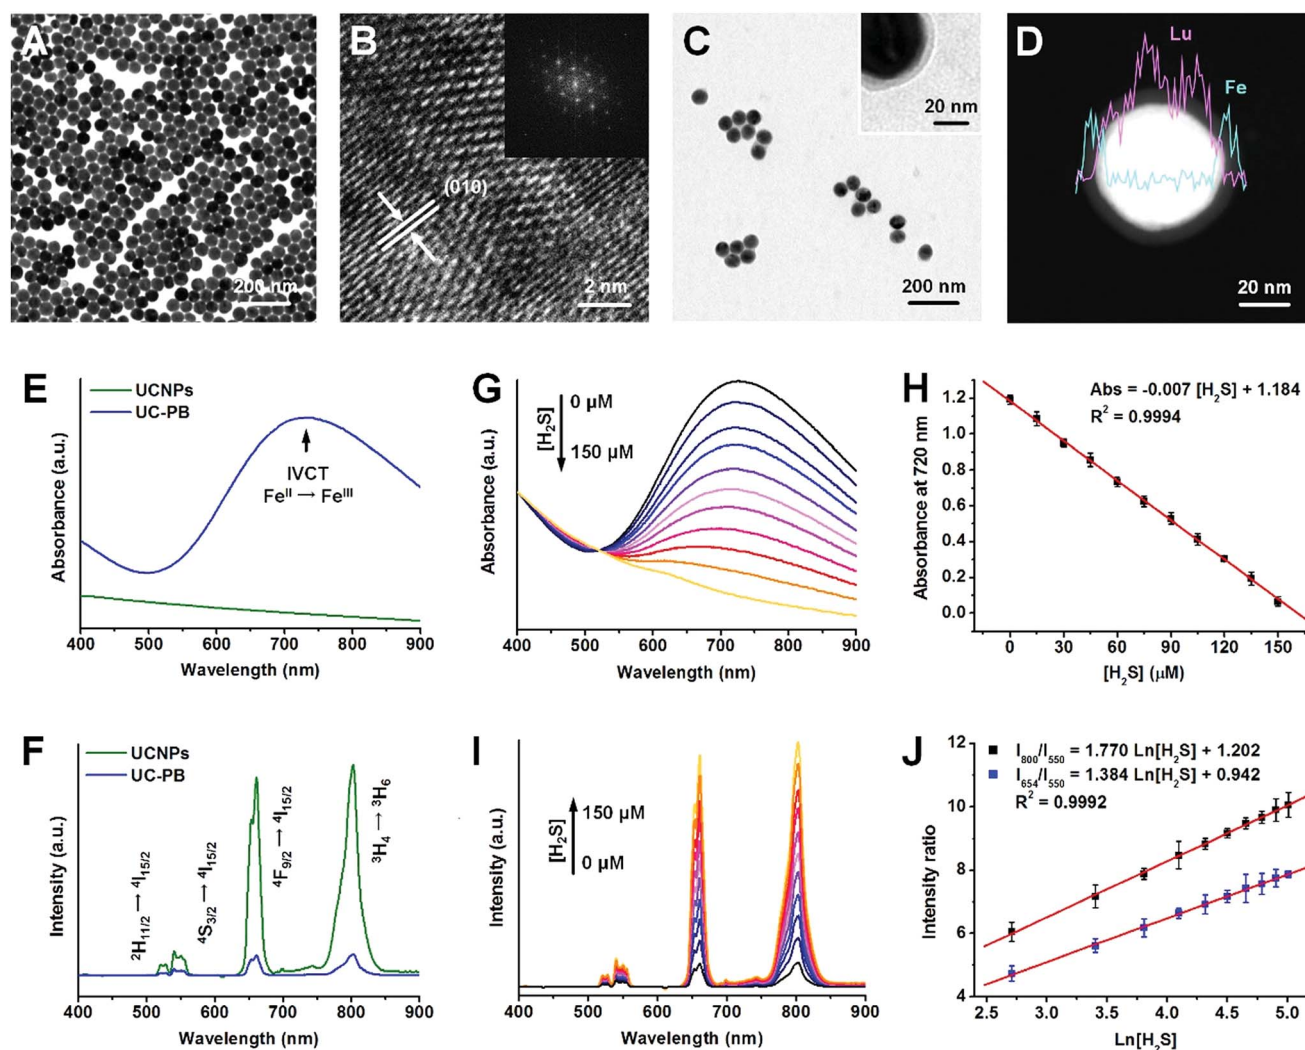 A
200 nm
B
(010)
2 nm
C
20 nm
200 nm
D
Lu
Fe
20 nm
E
UCNPs
UC-PB
IVCT
Feᴵᴵ → Feᴵᴵᴵ
Absorbance (a.u.)
400 500 600 700 800 900
Wavelength (nm)
G
[H₂S]
0 µM
150 µM
Absorbance (a.u.)
400 500 600 700 800 900
Wavelength (nm)
H
Abs = -0.007 [H₂S] + 1.184
R² = 0.9994
Absorbance at 720 nm
1.2
1.0
0.8
0.6
0.4
0.2
0.0
0 30 60 90 120 150
[H₂S] (µM)
F
UCNPs
UC-PB
²H₁₁/₂ → ⁴I₁₅/₂
⁴S₃/₂ → ⁴I₁₅/₂
⁴F₉/₂ → ⁴I₁₅/₂
³H₄ → ³H₆
Intensity (a.u.)
400 500 600 700 800 900
Wavelength (nm)
I
[H₂S]
150 µM
0 µM
Intensity (a.u.)
400 500 600 700 800 900
Wavelength (nm)
J
I₈₀₀/I₅₅₀ = 1.770 Ln[H₂S] + 1.202
I₆₅₄/I₅₅₀ = 1.384 Ln[H₂S] + 0.942
R² = 0.9992
Intensity ratio
12
10
8
6
4
2.5 3.0 3.5 4.0 4.5 5.0
Ln[H₂S]